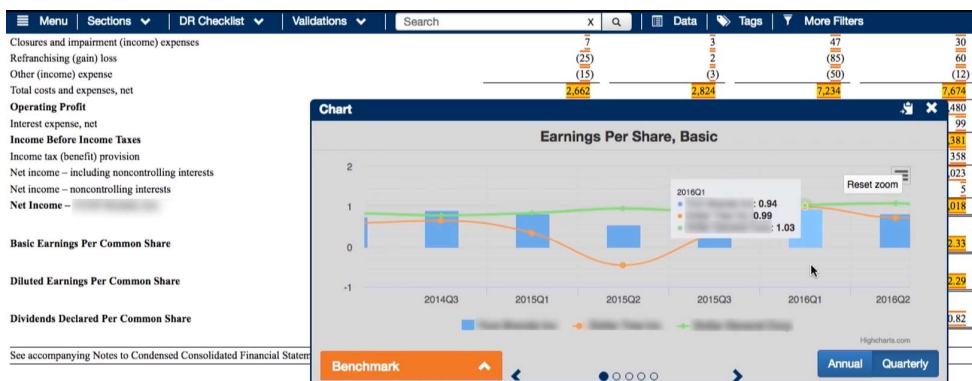 Menu Sections DR Checklist Validations Search X Data Tags More Filters
Closures and impairment (income) expenses 7 3 47 30
Refranchising (gain) loss (25) 2 (85) 60
Other (income) expense (15) (3) (50) (12)
Total costs and expenses, net 2,662 2,824 7,234 7,674
Operating Profit 480
Interest expense, net 99
Income Before Income Taxes 381
Income tax (benefit) provision 358
Net income – including noncontrolling interests 023
Net income – noncontrolling interests 5
Net Income – 018
Basic Earnings Per Common Share 2.33
Diluted Earnings Per Common Share 2.29
Dividends Declared Per Common Share 0.82
See accompanying Notes to Condensed Consolidated Financial Statem
Chart
Earnings Per Share, Basic
Reset zoom
2016Q1
: 0.94
0.99
: 1.03
2
1
0
-1
2014Q3 2015Q1 2015Q2 2015Q3 2016Q1 2016Q2
Highcharts.com
Benchmark
Annual Quarterly